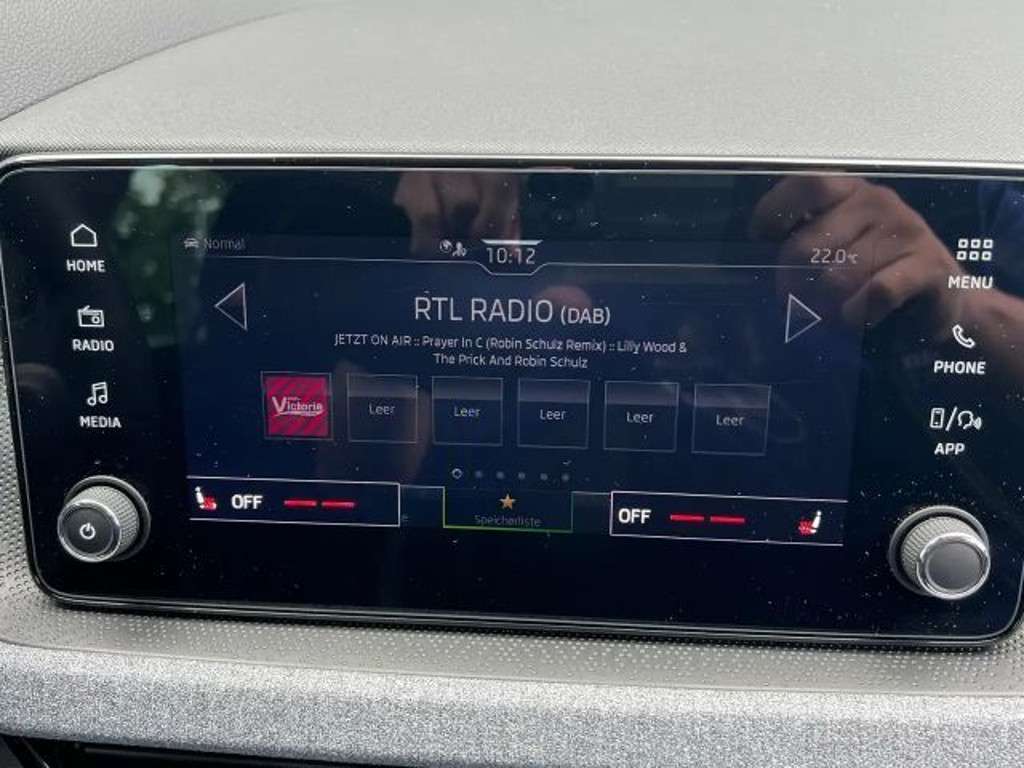 HOME
RADIO
MEDIA
Normal
10:12
22.0°C
RTL RADIO (DAB)
JETZT ON AIR :: Prayer In C (Robin Schulz Remix) :: Lilly Wood &
The Prick And Robin Schulz
Victoria
Leer
Leer
Leer
Leer
Leer
OFF
Speicherliste
OFF
MENU
PHONE
APP